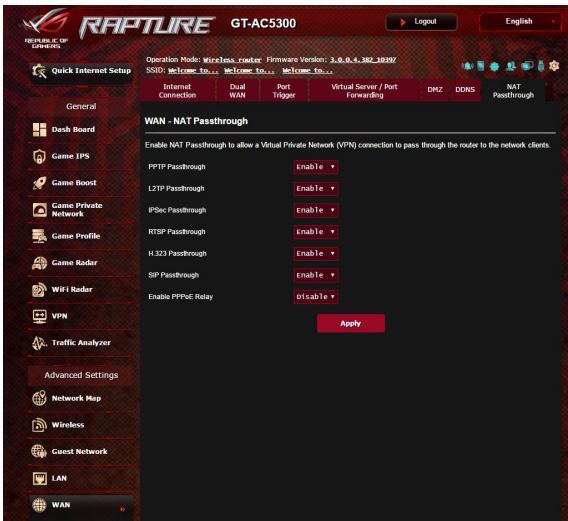 REPUBLIC OF
GAMERS
RAPTURE
GT-AC5300
Logout
English
Operation Mode: Wireless router Firmware Version: 3.0.0.4.382_10397
SSID: Welcome to... Welcome to... Welcome to...
Quick Internet Setup
General
Dash Board
Game IPS
Game Boost
Game Private
Network
Game Profile
Game Radar
WiFi Radar
VPN
Traffic Analyzer
Advanced Settings
Network Map
Wireless
Guest Network
LAN
WAN
Internet
Connection
Dual
WAN
Port
Trigger
Virtual Server / Port
Forwarding
DMZ
DDNS
NAT
Passthrough
WAN - NAT Passthrough
Enable NAT Passthrough to allow a Virtual Private Network (VPN) connection to pass through the router to the network clients.
PPTP Passthrough Enable
L2TP Passthrough Enable
IPSec Passthrough Enable
RTSP Passthrough Enable
H.323 Passthrough Enable
SIP Passthrough Enable
Enable PPPoE Relay Disable
Apply